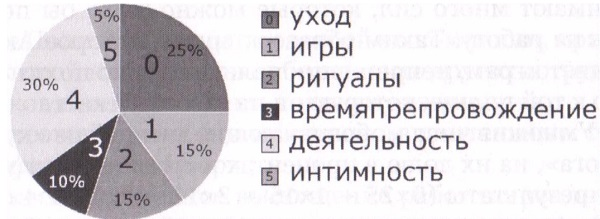 5%
5
0
25%
30%
4
1
15%
3
2
10%
15%
0 уход
1 игры
2 ритуалы
3 времяпрепровождение
4 деятельность
5 интимность